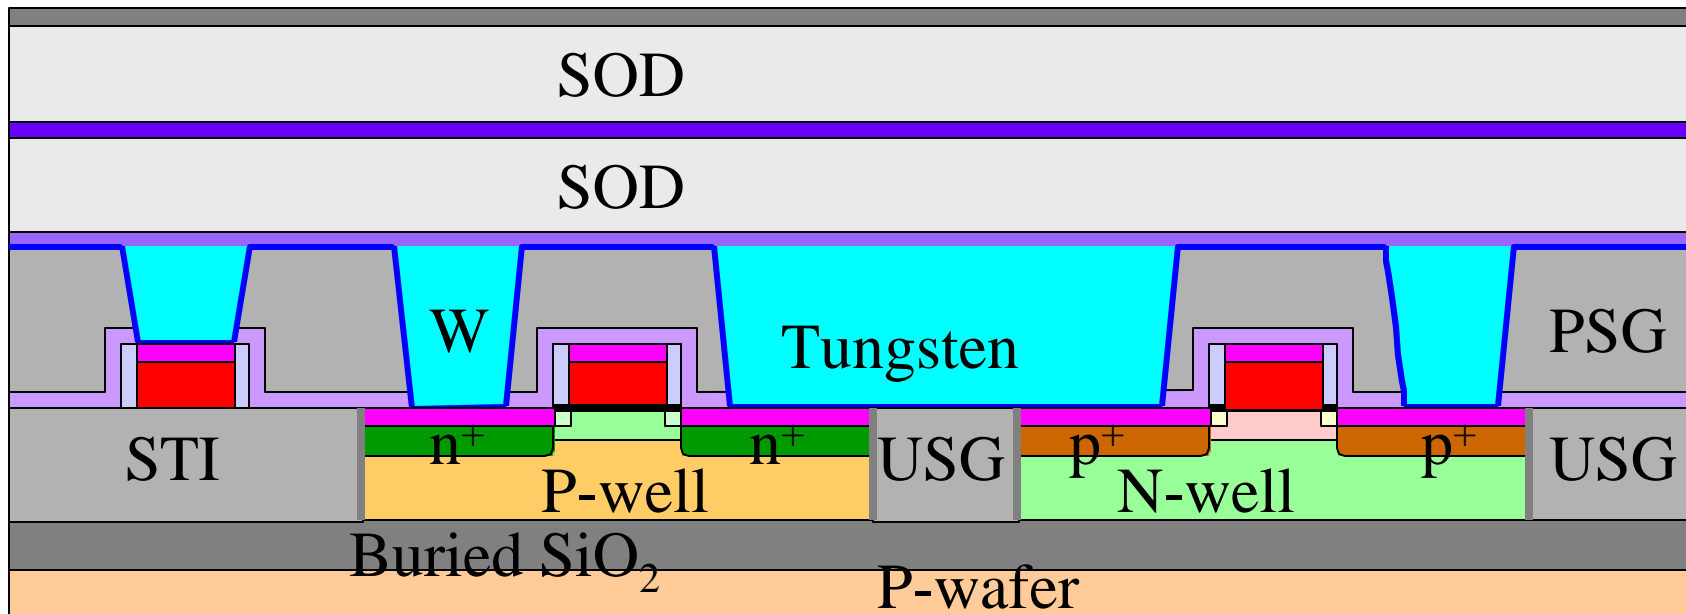 SOD
SOD
W
Tungsten
PSG
STI
n⁺
n⁺
USG
p⁺
p⁺
USG
P-well
N-well
Buried SiO₂
P-wafer